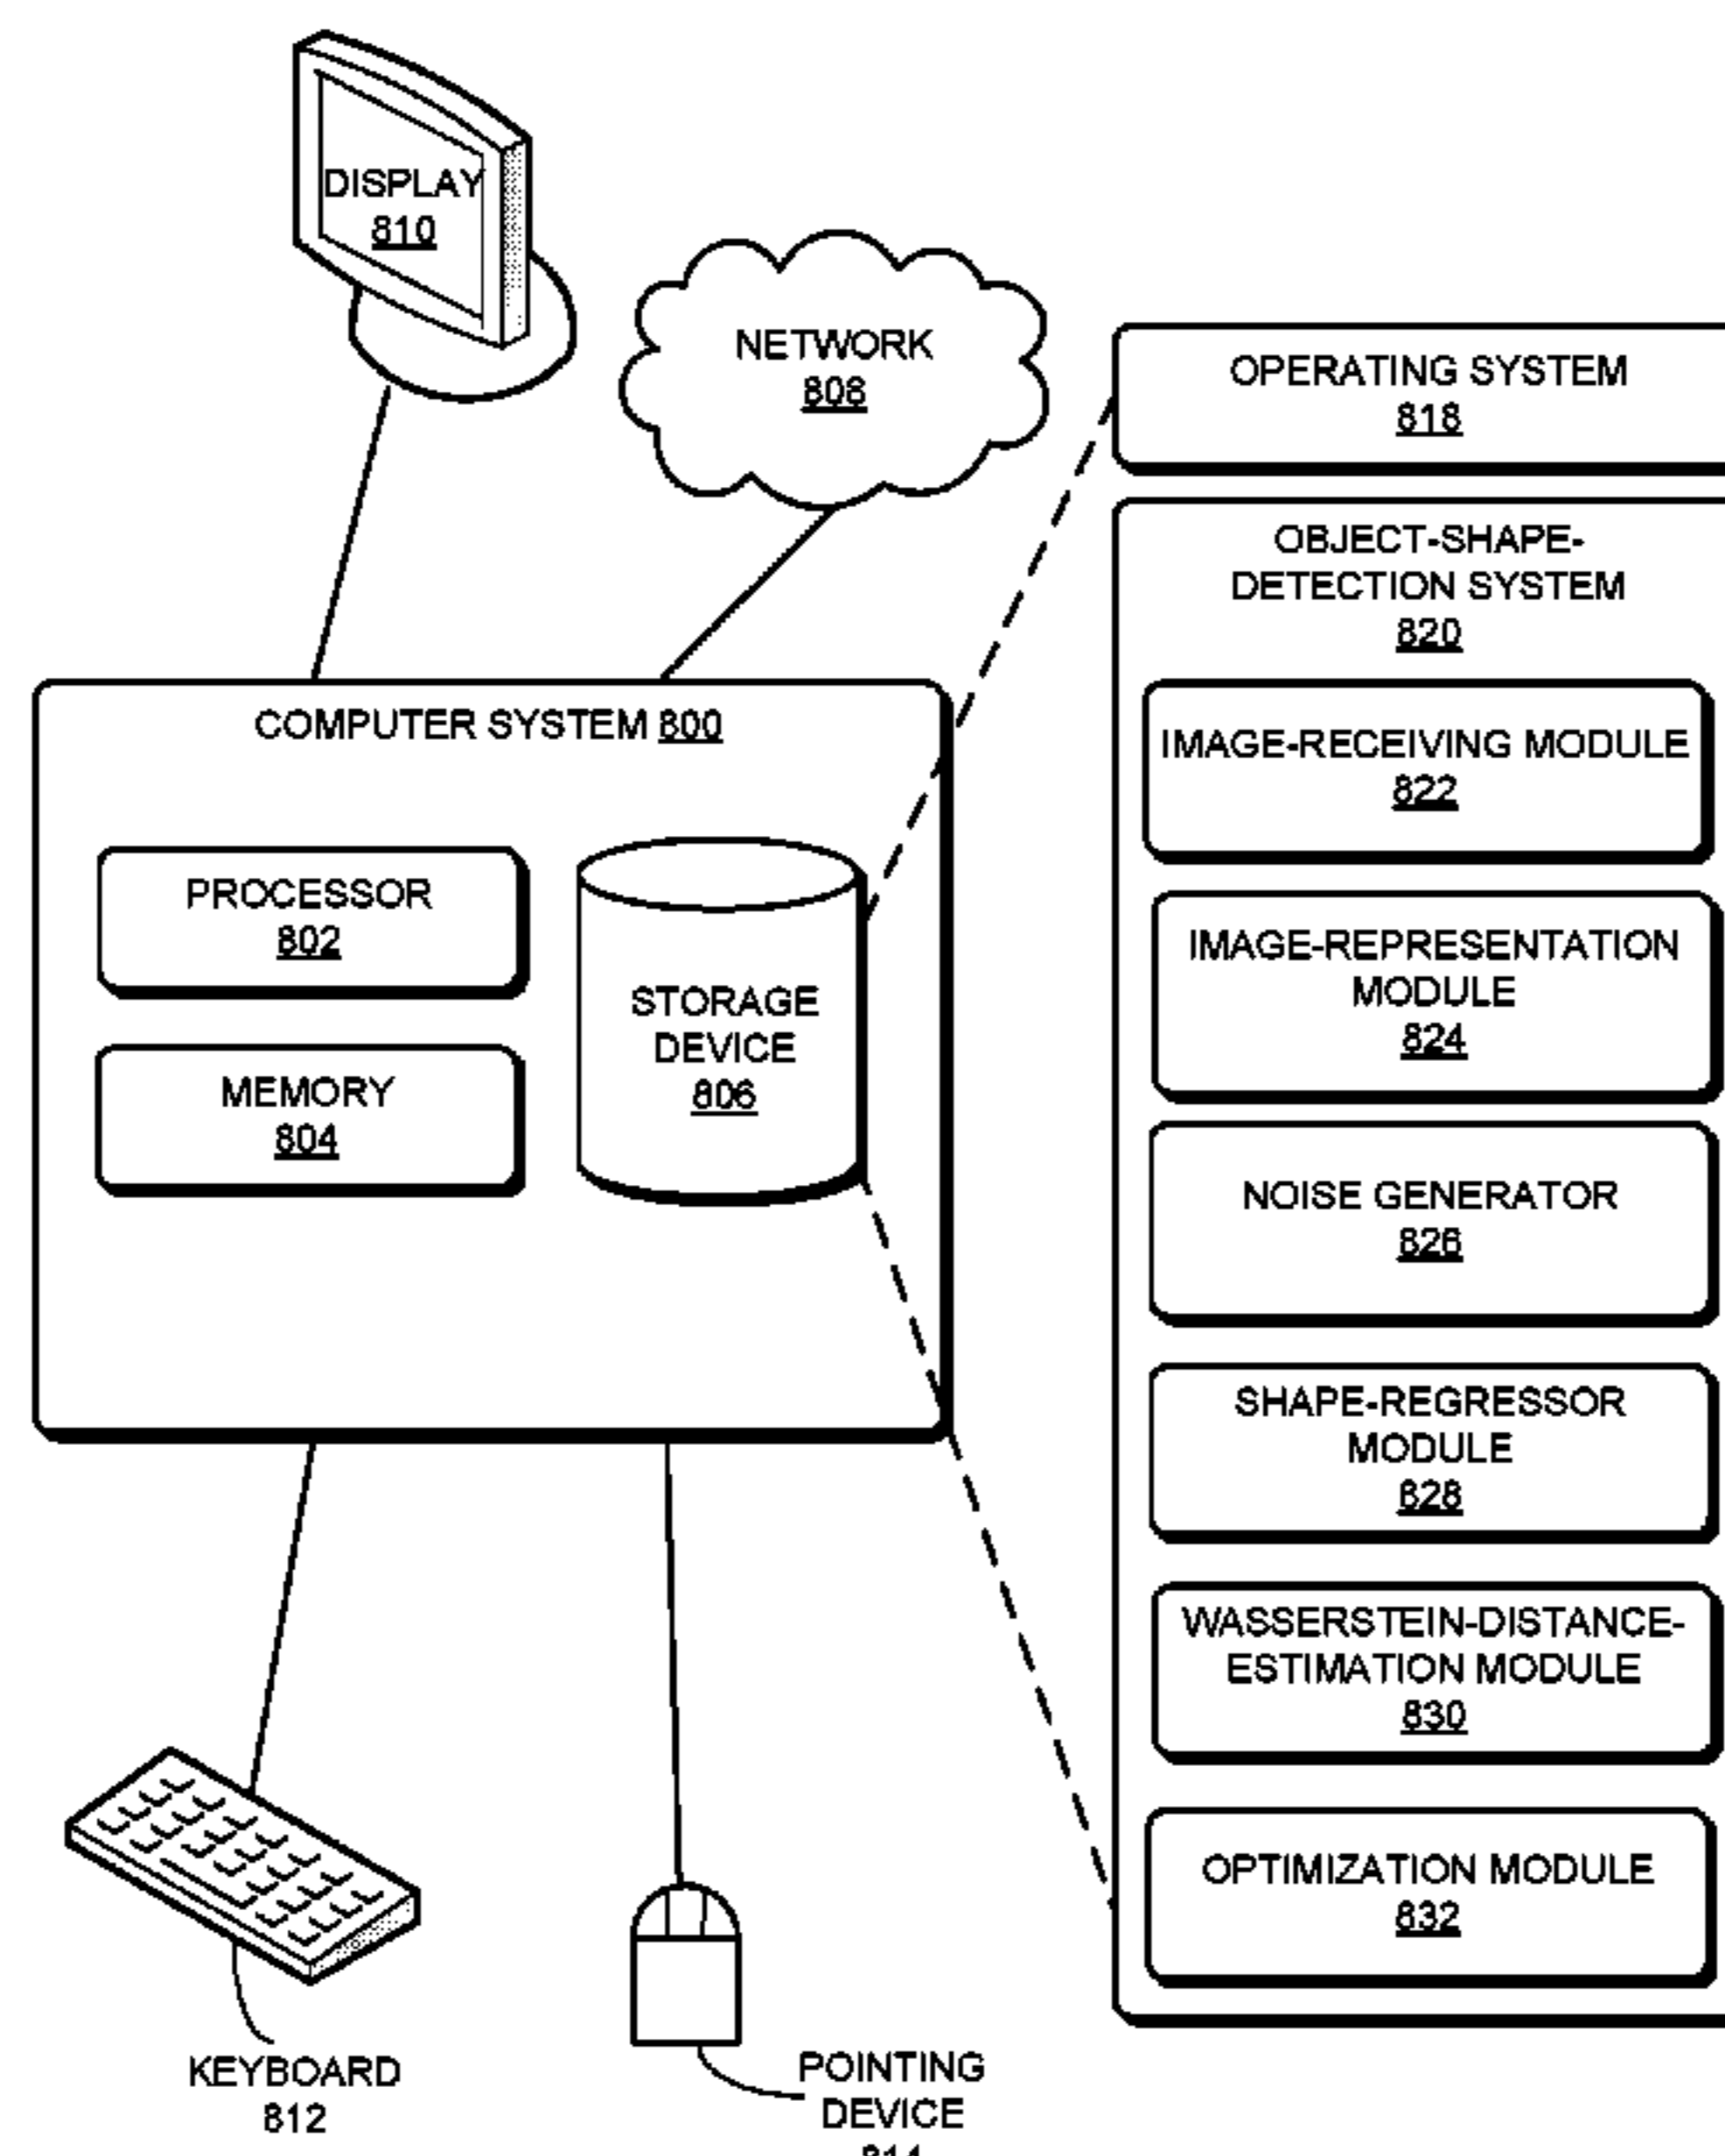 DISPLAY
810
NETWORK
808
OPERATING SYSTEM
818
OBJECT-SHAPE-
DETECTION SYSTEM
820
COMPUTER SYSTEM 800
IMAGE-RECEIVING MODULE
822
PROCESSOR
802
IMAGE-REPRESENTATION
MODULE
824
STORAGE
DEVICE
806
MEMORY
804
NOISE GENERATOR
826
SHAPE-REGRESSOR
MODULE
828
WASSERSTEIN-DISTANCE-
ESTIMATION MODULE
830
OPTIMIZATION MODULE
832
KEYBOARD
812
POINTING
DEVICE